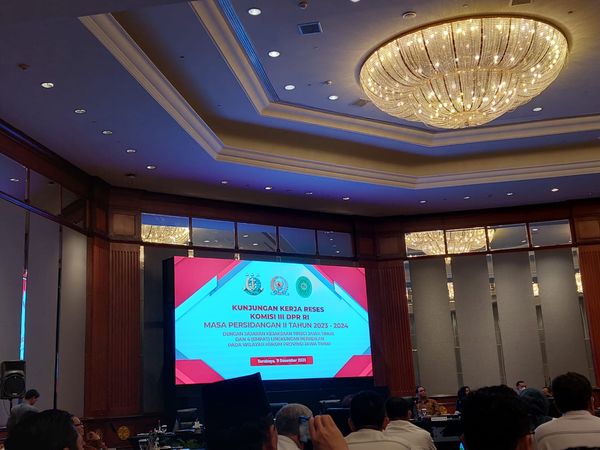 KUNJUNGAN KERJA RESES
KOMISI III DPR RI
MASA PERSIDANGAN II TAHUN 2023 - 2024
DENGAN JAJARAN KEJAKSAAN TINGGI JAWA TIMUR
DAN 4 (EMPAT) LINGKUNGAN PERADILAN
PADA WILAYAH HUKUM PROVINSI JAWA TIMUR
Surabaya, 11 Desember 2023